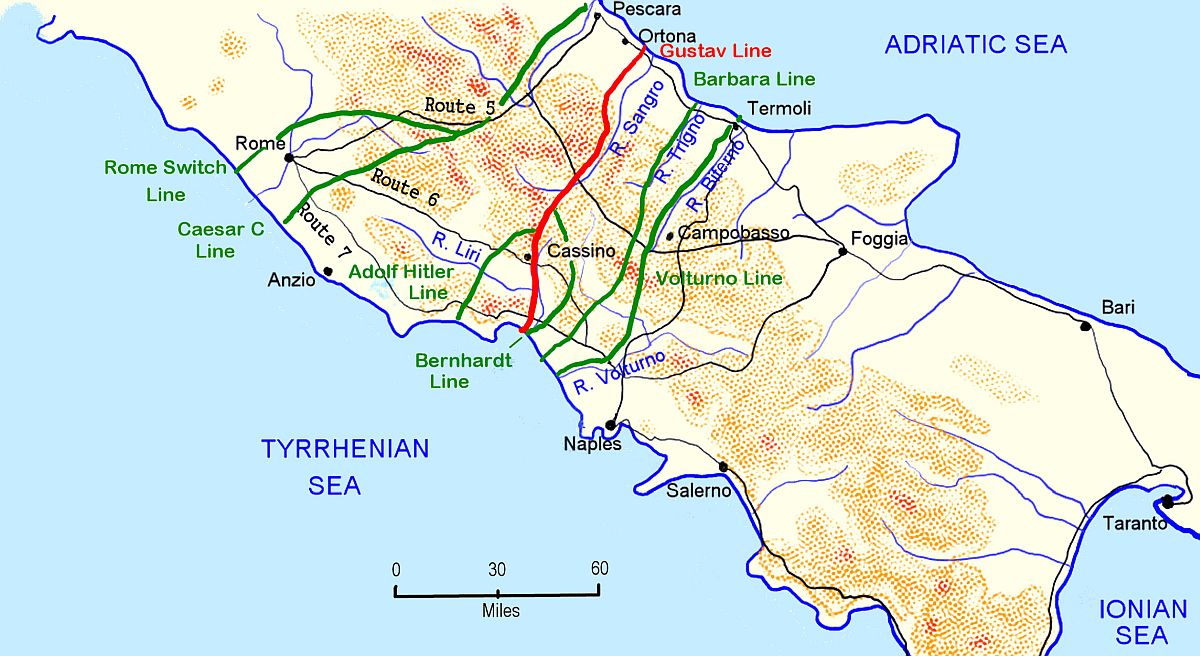 Pescara
Ortona
Gustav Line
ADRIATIC SEA
Barbara Line
Route 5
R. Sangro
Termoli
R. Trigno
Rome
R. Biferno
Rome Switch
Line
Route 6
Route 7
Caesar C
Line
R. Liri
Campobasso
Foggia
Cassino
Anzio
Adolf Hitler
Line
Volturno Line
Bari
Bernhardt
Line
R. Volturno
Naples
TYRRHENIAN
SEA
Salerno
Taranto
0 30 60
Miles
IONIAN
SEA